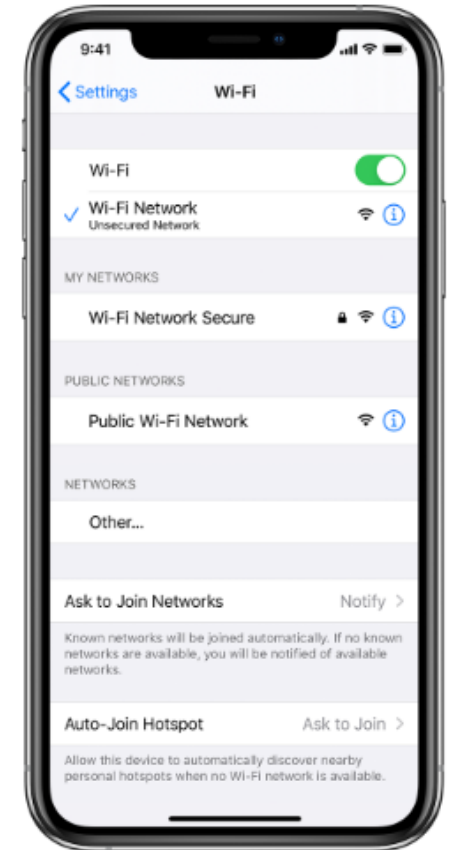 9:41
Settings Wi-Fi
Wi-Fi
Wi-Fi Network
Unsecured Network
MY NETWORKS
Wi-Fi Network Secure
PUBLIC NETWORKS
Public Wi-Fi Network
NETWORKS
Other...
Ask to Join Networks Notify
Known networks will be joined automatically. If no known
networks are available, you will be notified of available
networks.
Auto-Join Hotspot Ask to Join
Allow this device to automatically discover nearby
personal hotspots when no Wi-Fi network is available.